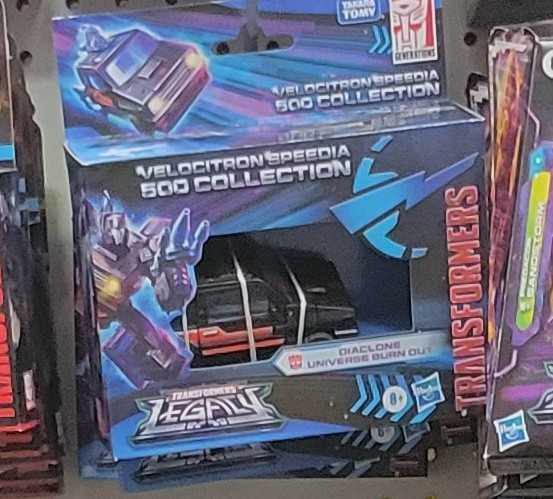 TAKARA
TOMY
GENERATIONS
VELOCITRON SPEEDIA
500 COLLECTION
VELOCITRON SPEEDIA
500 COLLECTION
TRANSFORMERS
DIACLONE
UNIVERSE BURN OUT
TRANSFORMERS
LEGACY
8+
Hasbro
SANDSTORM
Hasbro